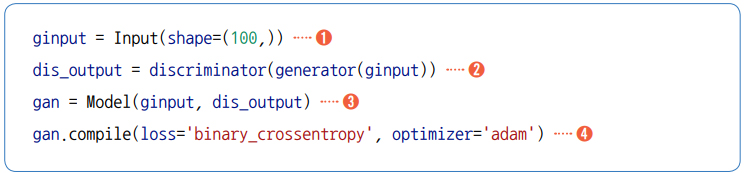 ginput = Input(shape=(100,)) ····· ❶
dis_output = discriminator(generator(ginput)) ····· ❷
gan = Model(ginput, dis_output) ····· ❸
gan.compile(loss='binary_crossentropy', optimizer='adam') ····· ❹